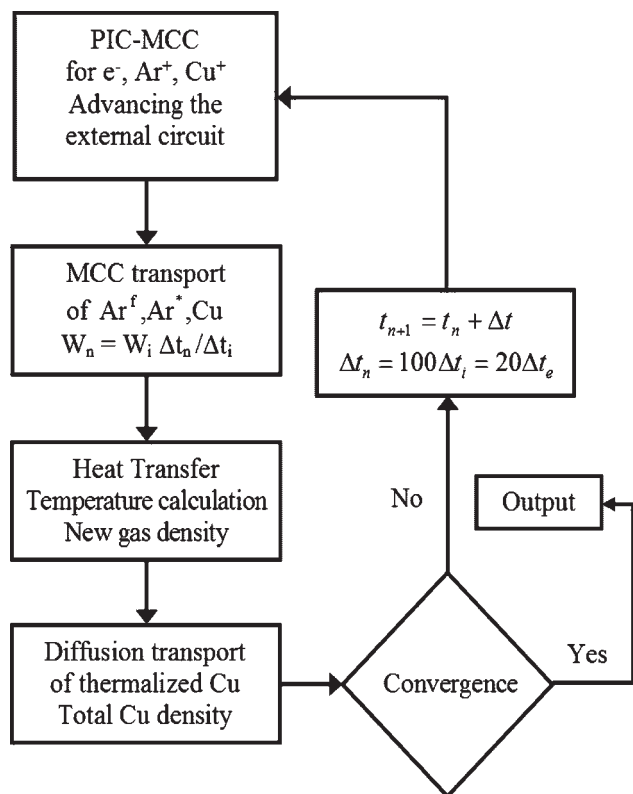 PIC-MCC
for e⁻, Ar⁺, Cu⁺
Advancing the
external circuit
MCC transport
of Arᶠ,Ar*,Cu
Wₙ = Wᵢ Δtₙ/Δtᵢ
Heat Transfer
Temperature calculation
New gas density
Diffusion transport
of thermalized Cu
Total Cu density
Convergence
No
tₙ₊₁ = tₙ + Δt
Δtₙ = 100Δtᵢ = 20Δtₑ
Yes
Output